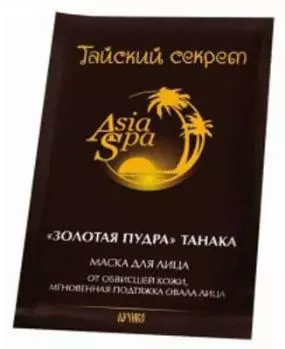 Тайский секрет
Asia
Spa
«ЗОЛОТАЯ ПУДРА» ТАНАКА
МАСКА ДЛЯ ЛИЦА
ОТ ОБВИСШЕЙ КОЖИ,
МГНОВЕННАЯ ПОДТЯЖКА ОВАЛА ЛИЦА